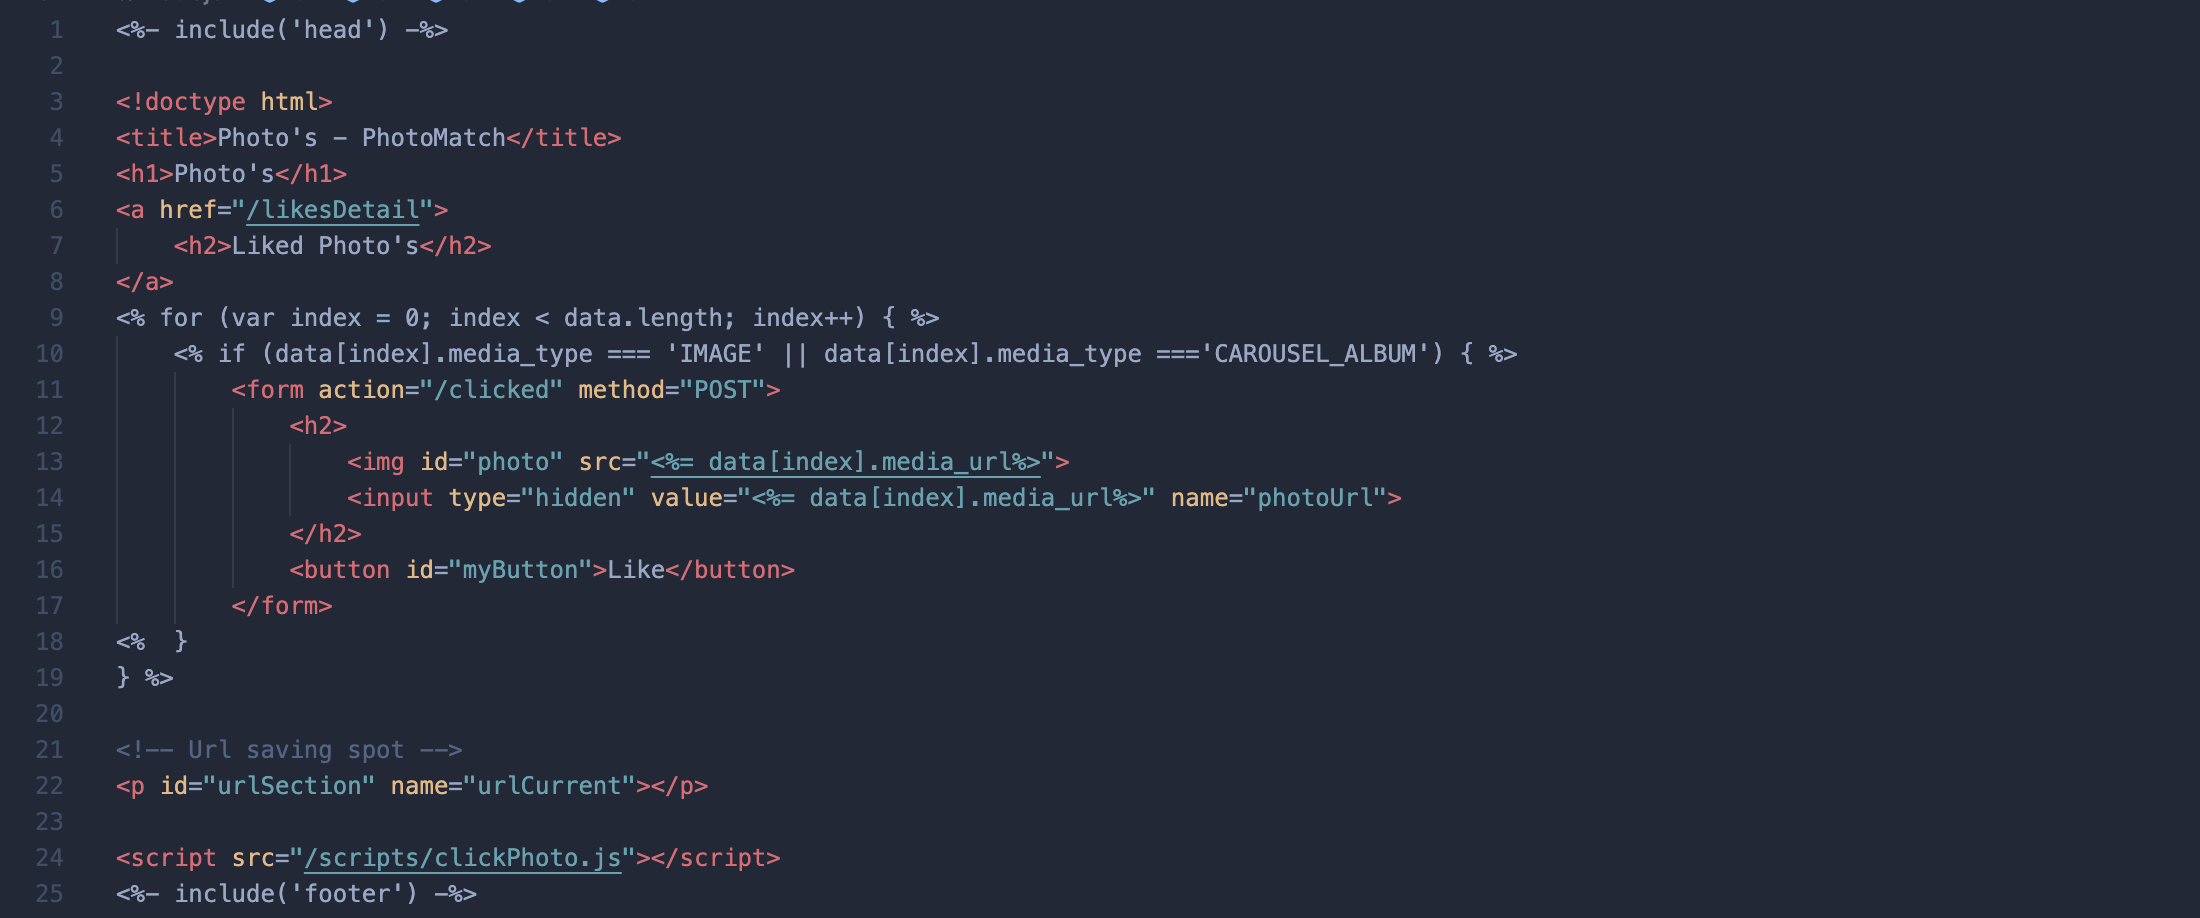 1 <%- include('head') -%>
2
3 <!doctype html>
4 <title>Photo's - PhotoMatch</title>
5 <h1>Photo's</h1>
6 <a href="/likesDetail">
7     <h2>Liked Photo's</h2>
8 </a>
9 <% for (var index = 0; index < data.length; index++) { %>
10     <% if (data[index].media_type === 'IMAGE' || data[index].media_type ==='CAROUSEL_ALBUM') { %>
11         <form action="/clicked" method="POST">
12             <h2>
13                 <img id="photo" src="<%= data[index].media_url%>">
14                 <input type="hidden" value="<%= data[index].media_url%>" name="photoUrl">
15             </h2>
16             <button id="myButton">Like</button>
17         </form>
18 <%  }
19 } %>
20
21 <!-- Url saving spot -->
22 <p id="urlSection" name="urlCurrent"></p>
23
24 <script src="/scripts/clickPhoto.js"></script>
25 <%- include('footer') -%>